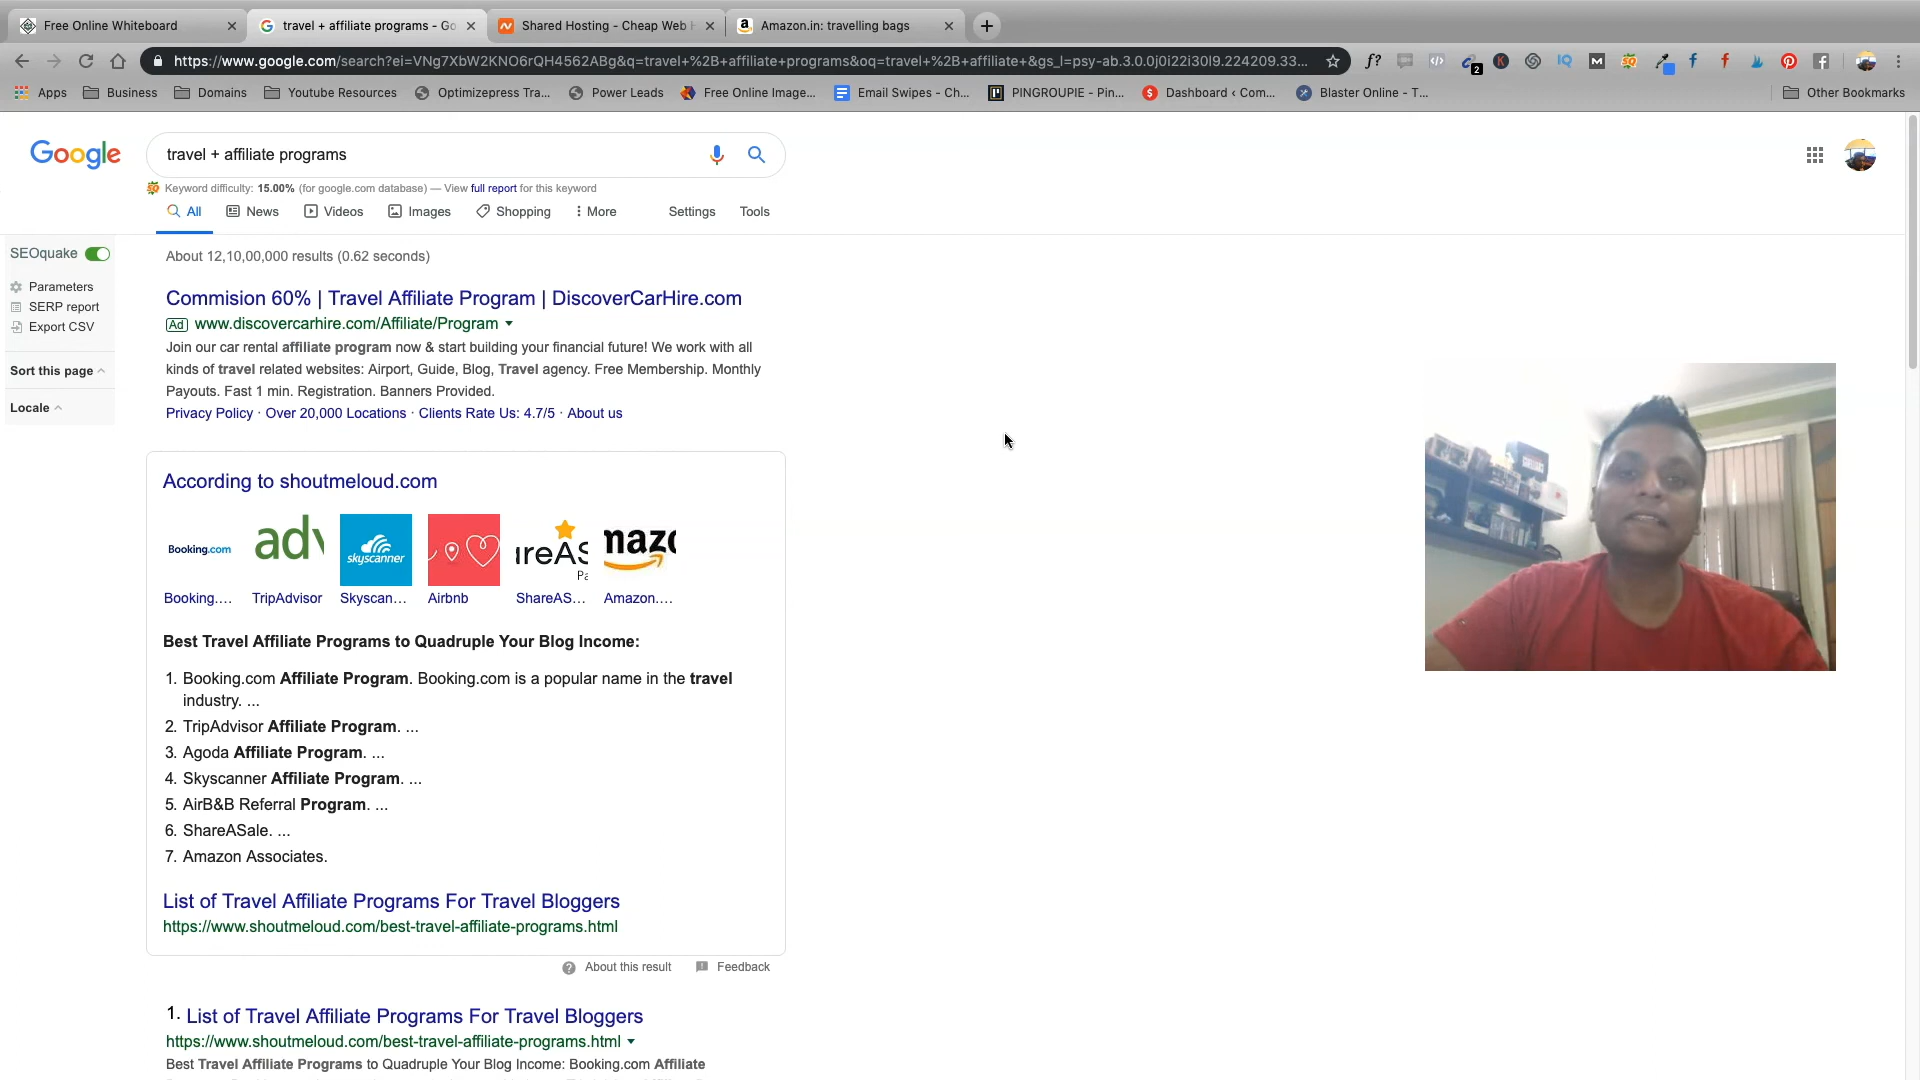 Free Online Whiteboard
travel + affiliate programs - Go
Shared Hosting - Cheap Web H
Amazon.in: travelling bags
https://www.google.com/search?ei=VNg7XbW2KNO6rQH4562ABg&q=travel+%2B+affiliate+programs&oq=travel+%2B+affiliate+&gs_l=psy-ab.3.0.0j0i22i30l9.224209.33...
Apps
Business
Domains
Youtube Resources
Optimizepress Tra...
Power Leads
Free Online Image...
Email Swipes - Ch...
PINGROUPIE - Pin...
Dashboard ‹ Com...
Blaster Online - T...
Other Bookmarks
Google
travel + affiliate programs
Keyword difficulty: 15.00% (for google.com database) — View full report for this keyword
All
News
Videos
Images
Shopping
More
Settings
Tools
SEOquake
Parameters
SERP report
Export CSV
Sort this page
Locale
About 12,10,00,000 results (0.62 seconds)
Commision 60% | Travel Affiliate Program | DiscoverCarHire.com
Ad www.discovercarhire.com/Affiliate/Program
Join our car rental affiliate program now & start building your financial future! We work with all
kinds of travel related websites: Airport, Guide, Blog, Travel agency. Free Membership. Monthly
Payouts. Fast 1 min. Registration. Banners Provided.
Privacy Policy · Over 20,000 Locations · Clients Rate Us: 4.7/5 · About us
According to shoutmeloud.com
Booking.com
adv
skyscanner
ireAS
Pa
mazo
Booking....
TripAdvisor
Skyscan...
Airbnb
ShareAS...
Amazon....
Best Travel Affiliate Programs to Quadruple Your Blog Income:
1. Booking.com Affiliate Program. Booking.com is a popular name in the travel
industry. ...
2. TripAdvisor Affiliate Program. ...
3. Agoda Affiliate Program. ...
4. Skyscanner Affiliate Program. ...
5. AirB&B Referral Program. ...
6. ShareASale. ...
7. Amazon Associates.
List of Travel Affiliate Programs For Travel Bloggers
https://www.shoutmeloud.com/best-travel-affiliate-programs.html
About this result
Feedback
1. List of Travel Affiliate Programs For Travel Bloggers
https://www.shoutmeloud.com/best-travel-affiliate-programs.html
Best Travel Affiliate Programs to Quadruple Your Blog Income: Booking.com Affiliate